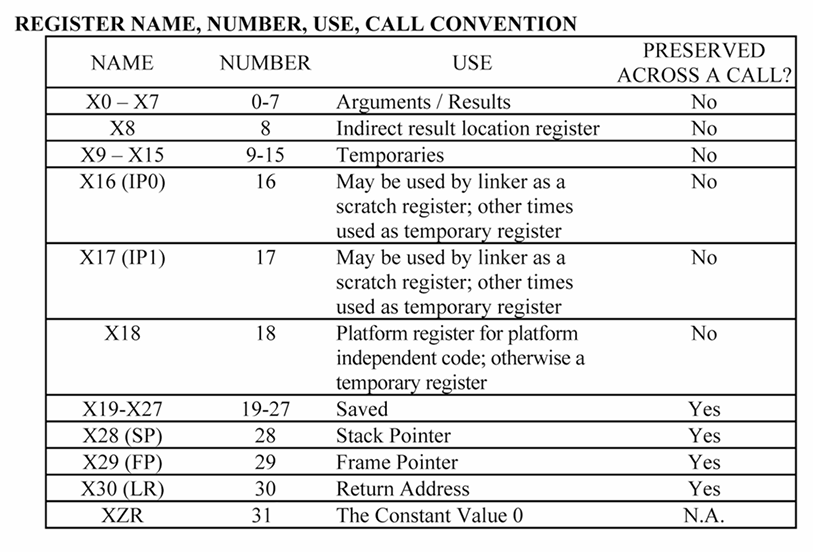 REGISTER NAME, NUMBER, USE, CALL CONVENTION
NAME NUMBER USE PRESERVED ACROSS A CALL?
X0 – X7 0-7 Arguments / Results No
X8 8 Indirect result location register No
X9 – X15 9-15 Temporaries No
X16 (IP0) 16 May be used by linker as a No
scratch register; other times
used as temporary register
X17 (IP1) 17 May be used by linker as a No
scratch register; other times
used as temporary register
X18 18 Platform register for platform No
independent code; otherwise a
temporary register
X19-X27 19-27 Saved Yes
X28 (SP) 28 Stack Pointer Yes
X29 (FP) 29 Frame Pointer Yes
X30 (LR) 30 Return Address Yes
XZR 31 The Constant Value 0 N.A.